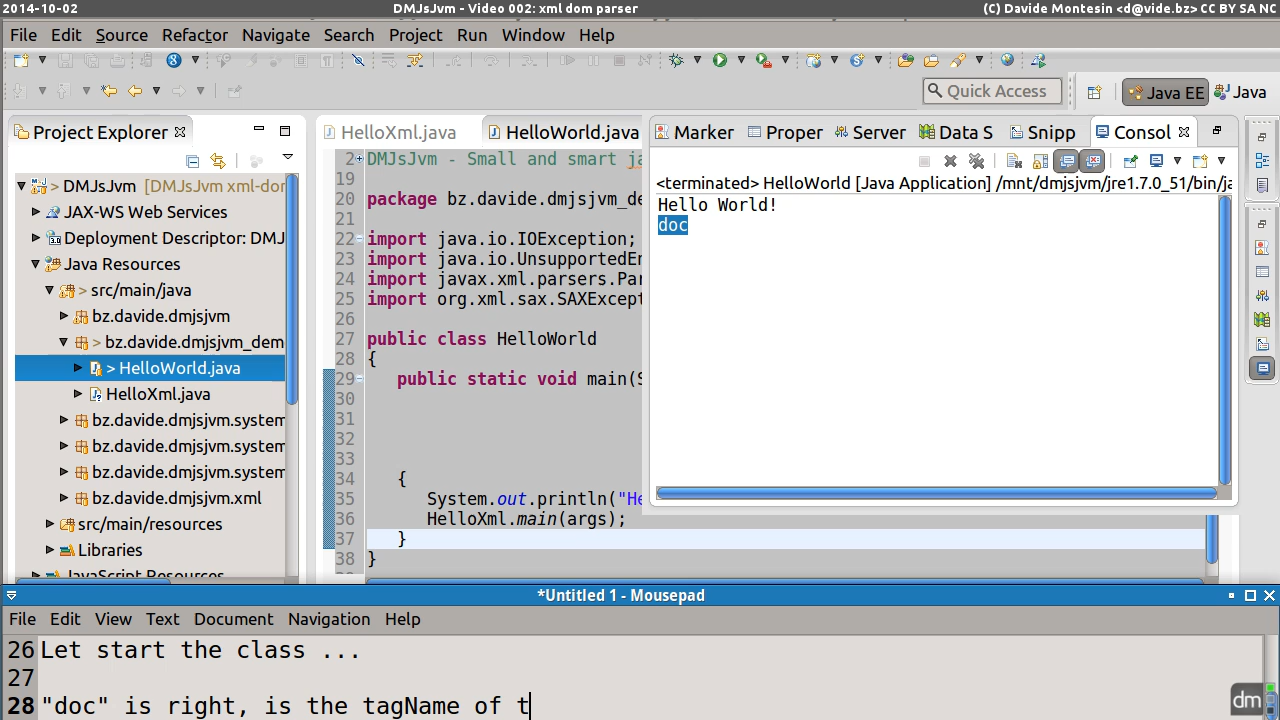 2014-10-02 DMJsJvm - Video 002: xml dom parser (C) Davide Montesin <d@vide.bz> CC BY SA NC
File Edit Source Refactor Navigate Search Project Run Window Help
Quick Access Java EE Java
Project Explorer
> DMJsJvm [DMJsJvm xml-dor
JAX-WS Web Services
Deployment Descriptor: DMJ
Java Resources
> src/main/java
bz.davide.dmjsjvm
> bz.davide.dmjsjvm_dem
> HelloWorld.java
HelloXml.java
bz.davide.dmjsjvm.system
bz.davide.dmjsjvm.system
bz.davide.dmjsjvm.system
bz.davide.dmjsjvm.xml
src/main/resources
Libraries
JavaScript Resources
HelloXml.java HelloWorld.java
2 DMJsJvm - Small and smart ja
19
20 package bz.davide.dmjsjvm_de
21
22 import java.io.IOException;
23 import java.io.UnsupportedEn
24 import javax.xml.parsers.Par
25 import org.xml.sax.SAXExcept
26
27 public class HelloWorld
28 {
29 public static void main(S
30
31
32
33
34 {
35 System.out.println("He
36 HelloXml.main(args);
37 }
38 }
Marker Proper Server Data S Snipp Consol
<terminated> HelloWorld [Java Application] /mnt/dmjsjvm/jre1.7.0_51/bin/ja
Hello World!
doc
*Untitled 1 - Mousepad
File Edit View Text Document Navigation Help
26 Let start the class ...
27
28 "doc" is right, is the tagName of t
dm